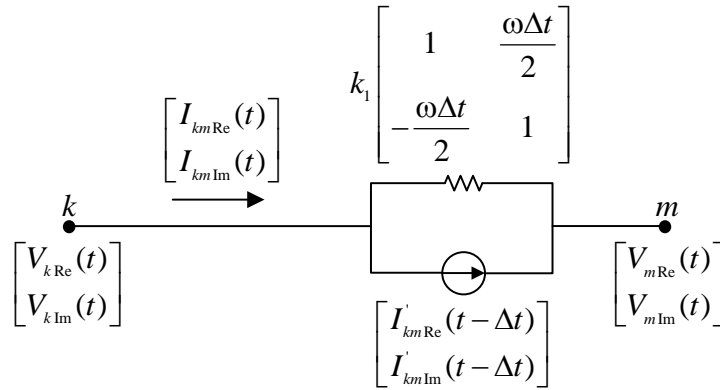 k₁ [ 1 ωΔt/2
-ωΔt/2 1 ]
[ I_kmRe(t)
I_kmIm(t) ]
k m
[ V_kRe(t)
V_kIm(t) ]
[ V_mRe(t)
V_mIm(t) ]
[ I'_kmRe(t − Δt)
I'_kmIm(t − Δt) ]